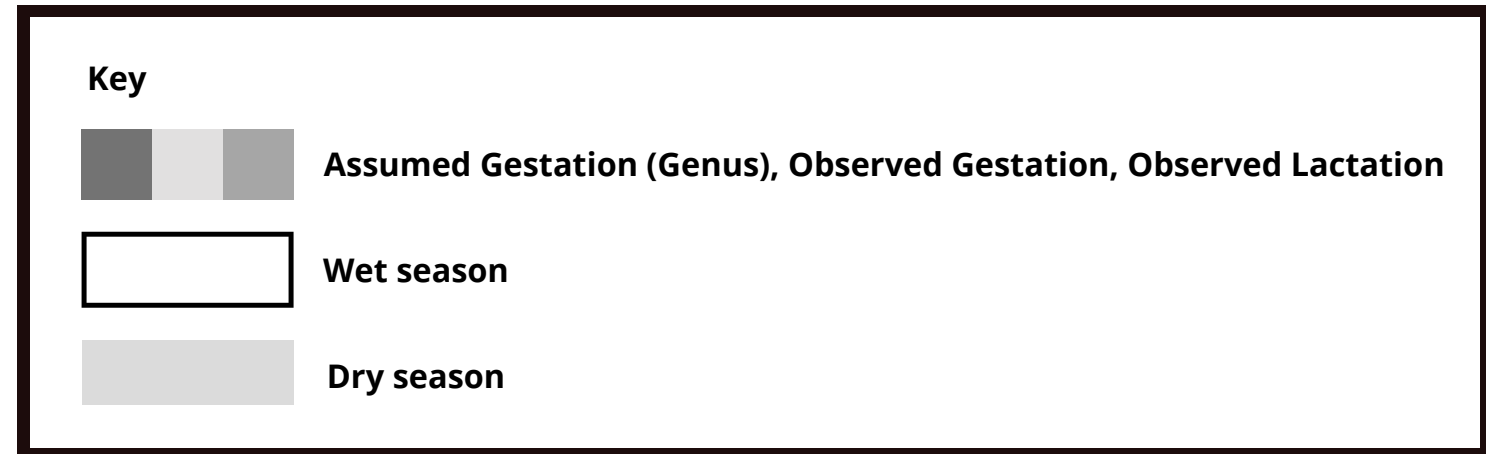 Key
Assumed Gestation (Genus), Observed Gestation, Observed Lactation
Wet season
Dry season